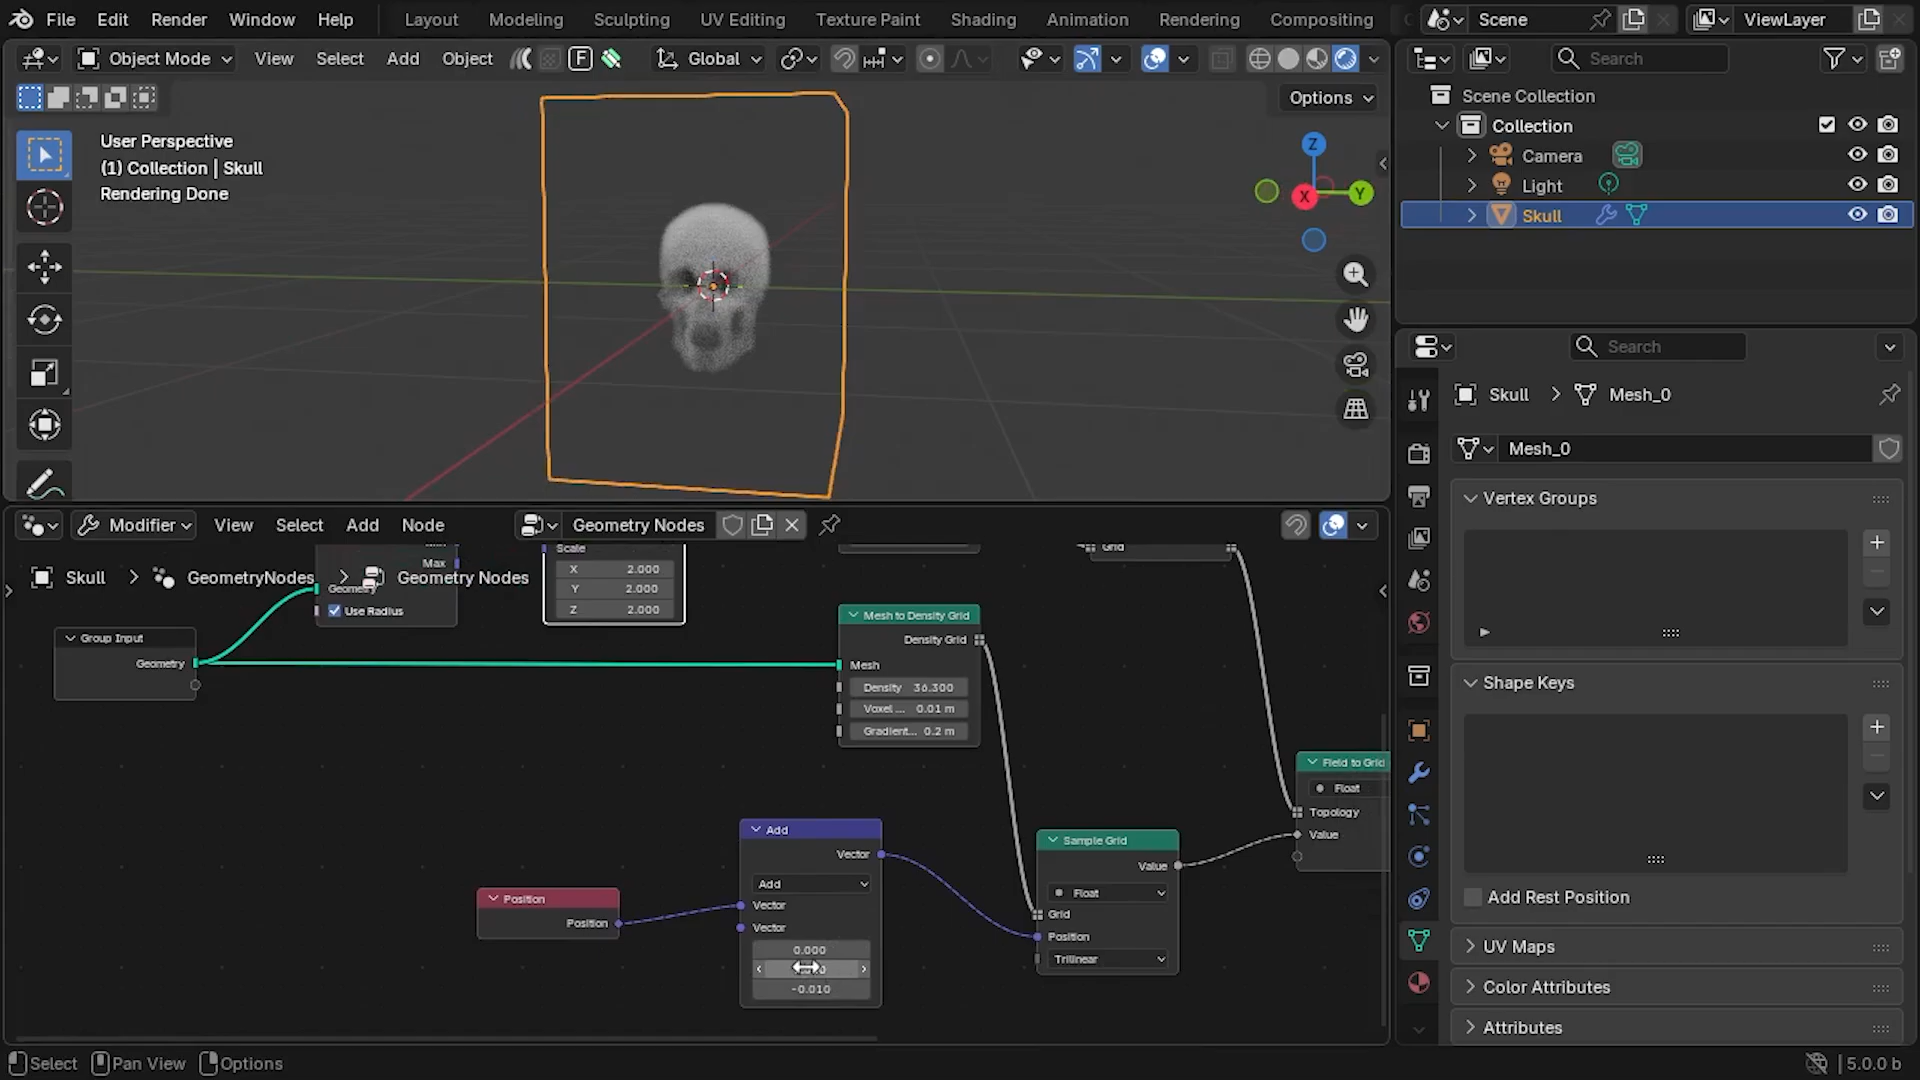 File Edit Render Window Help Layout Modeling Sculpting UV Editing Texture Paint Shading Animation Rendering Compositing Scene ViewLayer
Object Mode View Select Add Object F Global Search
Options
User Perspective
(1) Collection | Skull
Rendering Done
Z
Y
X
Scene Collection
Collection
Camera
Light
Skull
Search
Skull > Mesh_0
Mesh_0
Vertex Groups
Shape Keys
Add Rest Position
UV Maps
Color Attributes
Attributes
Modifier View Select Add Node Geometry Nodes
Skull > GeometryNodes > Geometry Nodes
Max
Geometry
Use Radius
Scale
X 2.000
Y 2.000
Z 2.000
Grid
Group Input
Geometry
Mesh to Density Grid
Density Grid
Mesh
Density 36.300
Voxel ... 0.01 m
Gradient... 0.2 m
Field to Grid
Float
Topology
Value
Add
Vector
Add
Vector
Vector
0.000
-0.010
Position
Position
Sample Grid
Value
Float
Grid
Position
Trilinear
Select Pan View Options 5.0.0 b